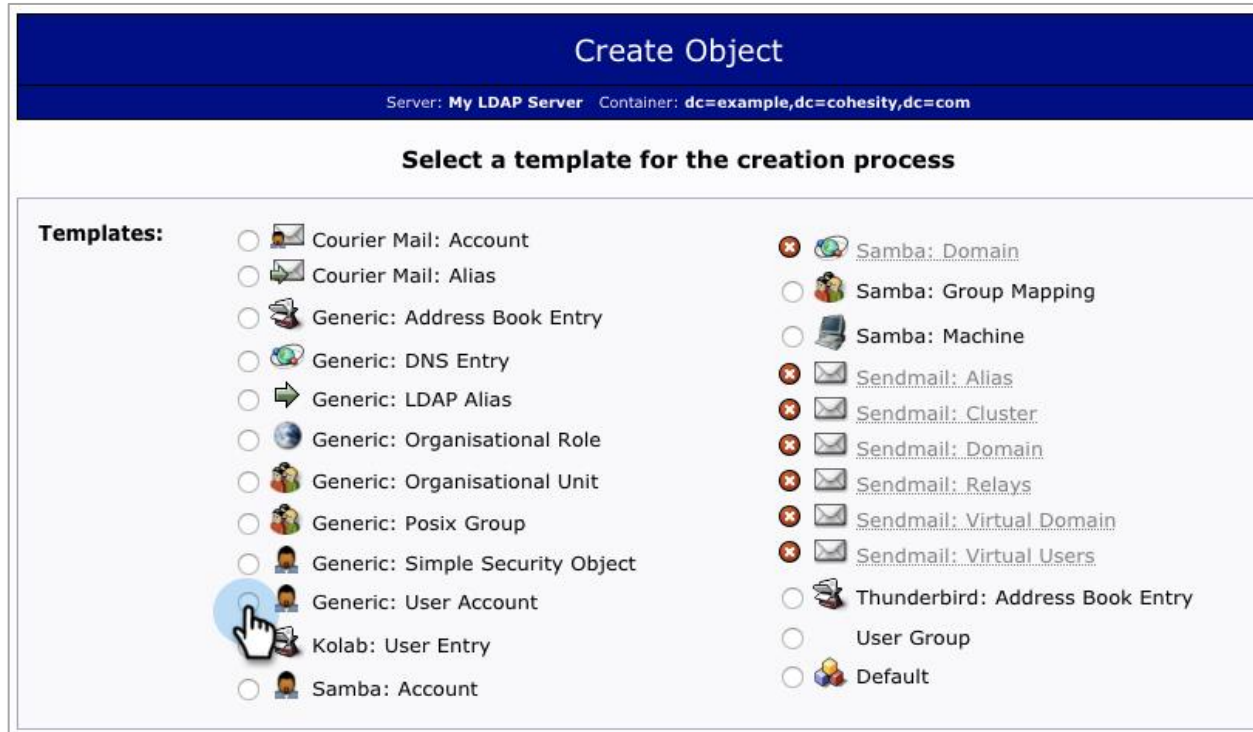 Create Object
Server: My LDAP Server Container: dc=example,dc=cohesity,dc=com
Select a template for the creation process
Templates:
Courier Mail: Account
Courier Mail: Alias
Generic: Address Book Entry
Generic: DNS Entry
Generic: LDAP Alias
Generic: Organisational Role
Generic: Organisational Unit
Generic: Posix Group
Generic: Simple Security Object
Generic: User Account
Kolab: User Entry
Samba: Account
Samba: Domain
Samba: Group Mapping
Samba: Machine
Sendmail: Alias
Sendmail: Cluster
Sendmail: Domain
Sendmail: Relays
Sendmail: Virtual Domain
Sendmail: Virtual Users
Thunderbird: Address Book Entry
User Group
Default